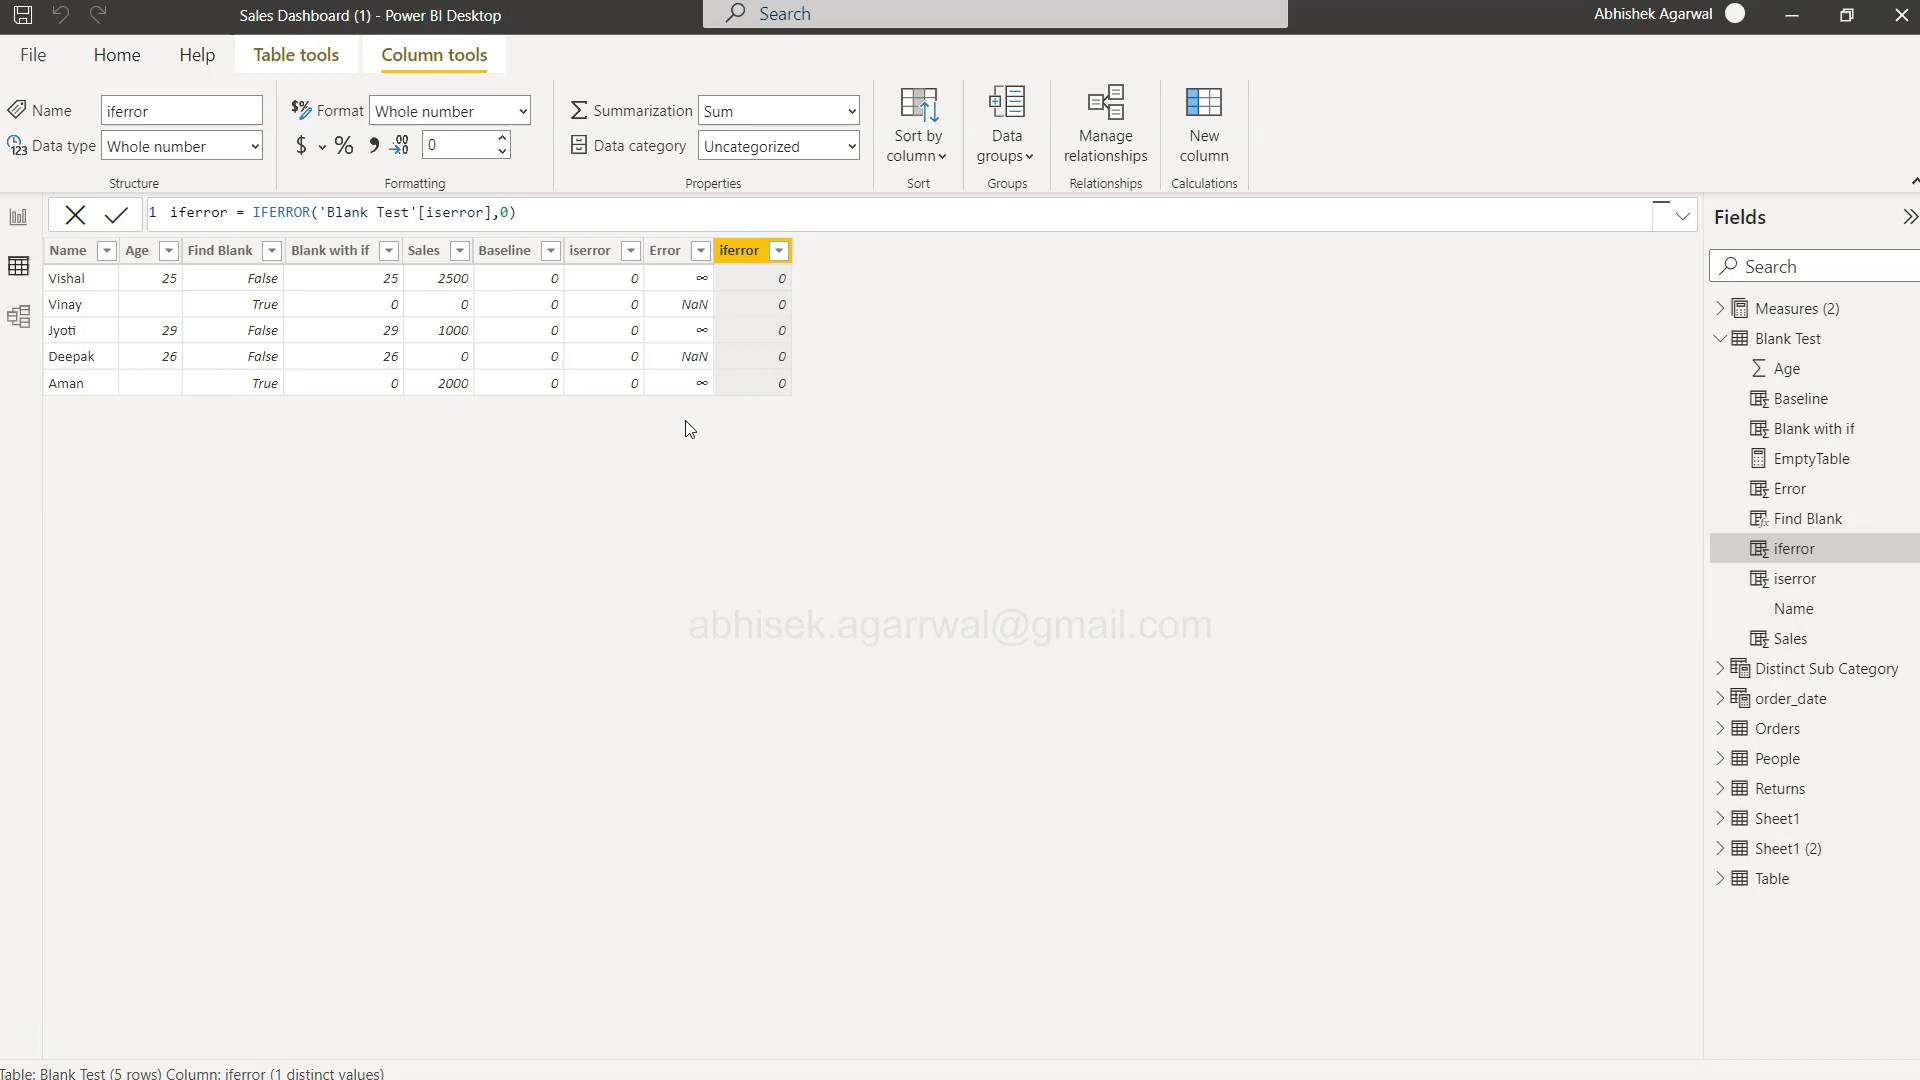 Sales Dashboard (1) - Power BI Desktop
Search
Abhishek Agarwal
File Home Help Table tools Column tools
Name iferror
Data type Whole number
Structure
Format Whole number
$ % 9 .00 0
Formatting
Summarization Sum
Data category Uncategorized
Properties
Sort by
column
Sort
Data
groups
Groups
Manage
relationships
Relationships
New
column
Calculations
1 iferror = IFERROR('Blank Test'[iserror],0)
Name Age Find Blank Blank with if Sales Baseline iserror Error iferror
Vishal 25 False 25 2500 0 0 ∞ 0
Vinay True 0 0 0 0 NaN 0
Jyoti 29 False 29 1000 0 0 ∞ 0
Deepak 26 False 26 0 0 0 NaN 0
Aman True 0 2000 0 0 ∞ 0
abhisek.agarrwal@gmail.com
Fields
Search
Measures (2)
Blank Test
Age
Baseline
Blank with if
EmptyTable
Error
Find Blank
iferror
iserror
Name
Sales
Distinct Sub Category
order_date
Orders
People
Returns
Sheet1
Sheet1 (2)
Table
Table: Blank Test (5 rows) Column: iferror (1 distinct values)